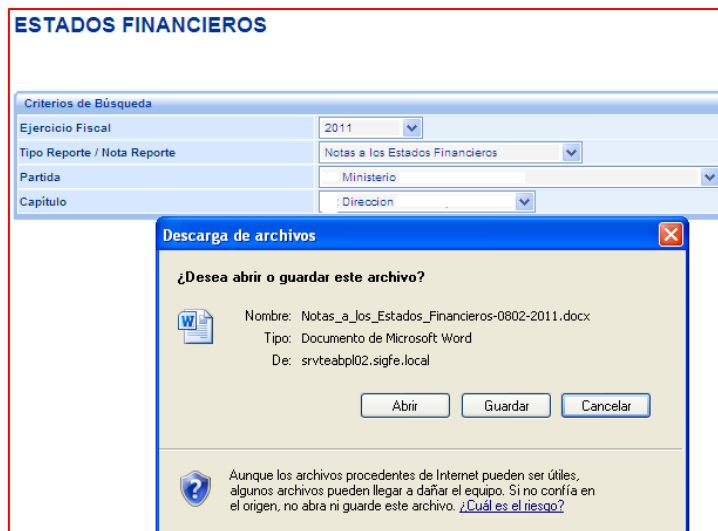 ESTADOS FINANCIEROS
Criterios de Búsqueda
Ejercicio Fiscal 2011
Tipo Reporte / Nota Reporte Notas a los Estados Financieros
Partida Ministerio
Capítulo : Direccion
Descarga de archivos
¿Desea abrir o guardar este archivo?
Nombre: Notas_a_los_Estados_Financieros-0802-2011.docx
Tipo: Documento de Microsoft Word
De: srvteabpl02.sigfe.local
Abrir Guardar Cancelar
Aunque los archivos procedentes de Internet pueden ser útiles,
algunos archivos pueden llegar a dañar el equipo. Si no confía en
el origen, no abra ni guarde este archivo. ¿Cuál es el riesgo?